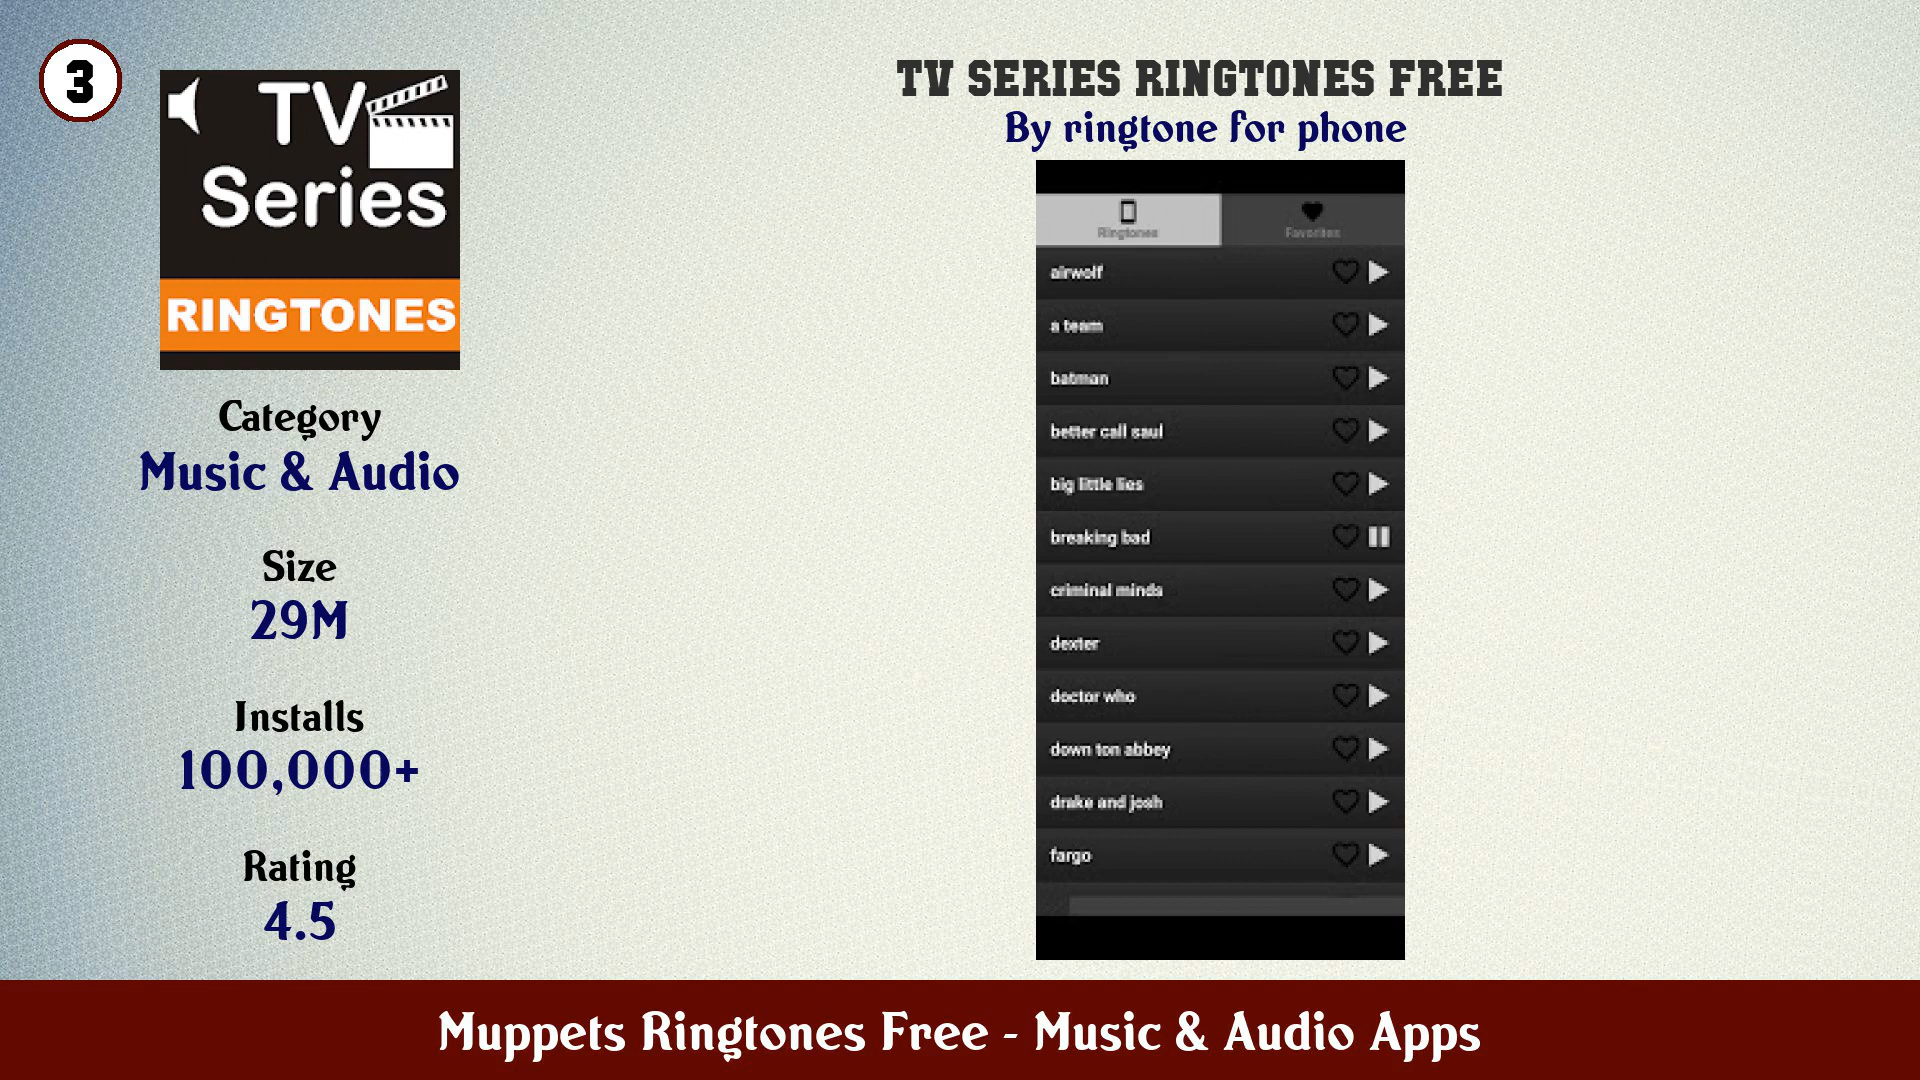 3
TV
Series
RINGTONES
Category
Music & Audio
Size
29M
Installs
100,000+
Rating
4.5
TV SERIES RINGTONES FREE
By ringtone for phone
Ringtones
Favorites
airwolf
a team
batman
better call saul
big little lies
breaking bad
criminal minds
dexter
doctor who
down ton abbey
drake and josh
fargo
Muppets Ringtones Free - Music & Audio Apps